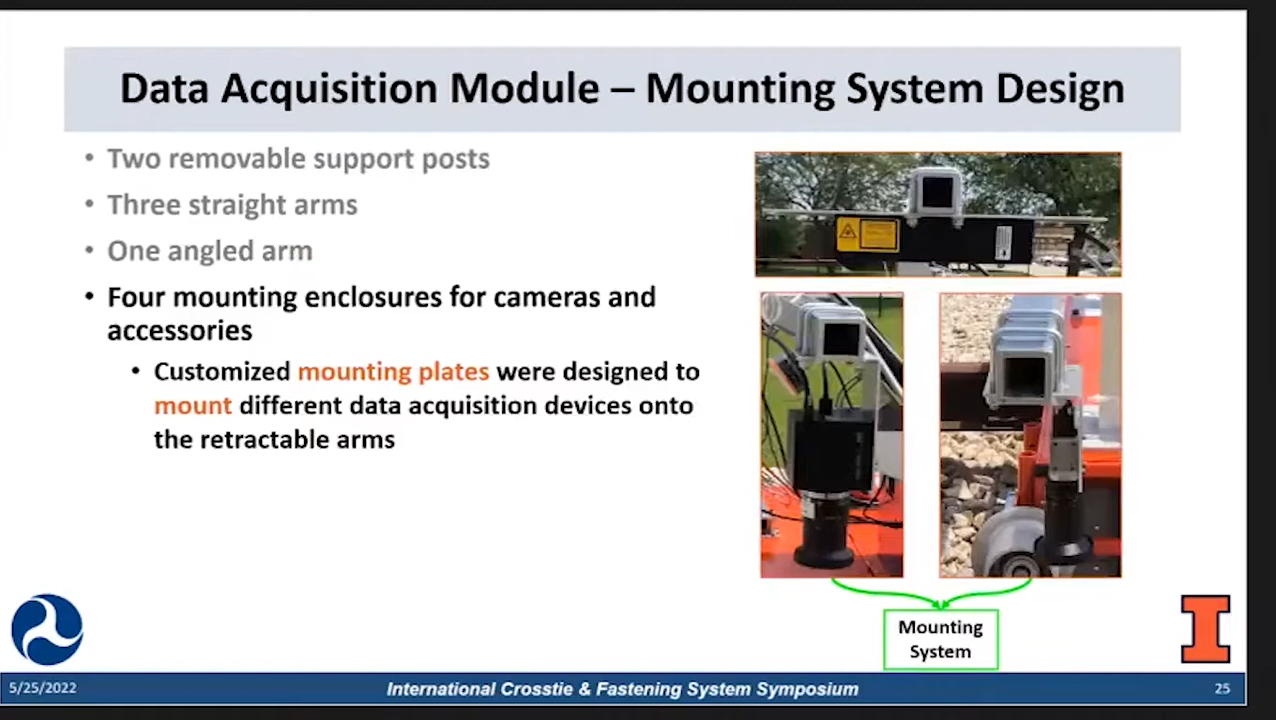 Data Acquisition Module – Mounting System Design
• Two removable support posts
• Three straight arms
• One angled arm
• Four mounting enclosures for cameras and
accessories
• Customized mounting plates were designed to
mount different data acquisition devices onto
the retractable arms
Mounting
System
5/25/2022
International Crosstie & Fastening System Symposium
25